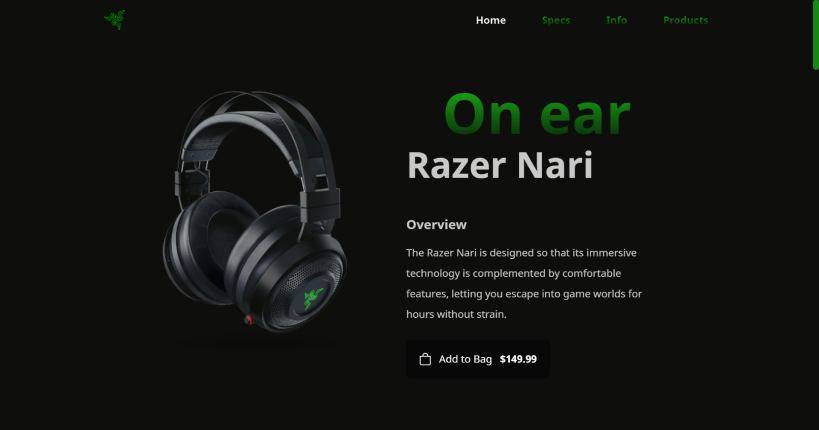 Home Specs Info Products
On ear
Razer Nari
Overview
The Razer Nari is designed so that its immersive
technology is complemented by comfortable
features, letting you escape into game worlds for
hours without strain.
Add to Bag $149.99